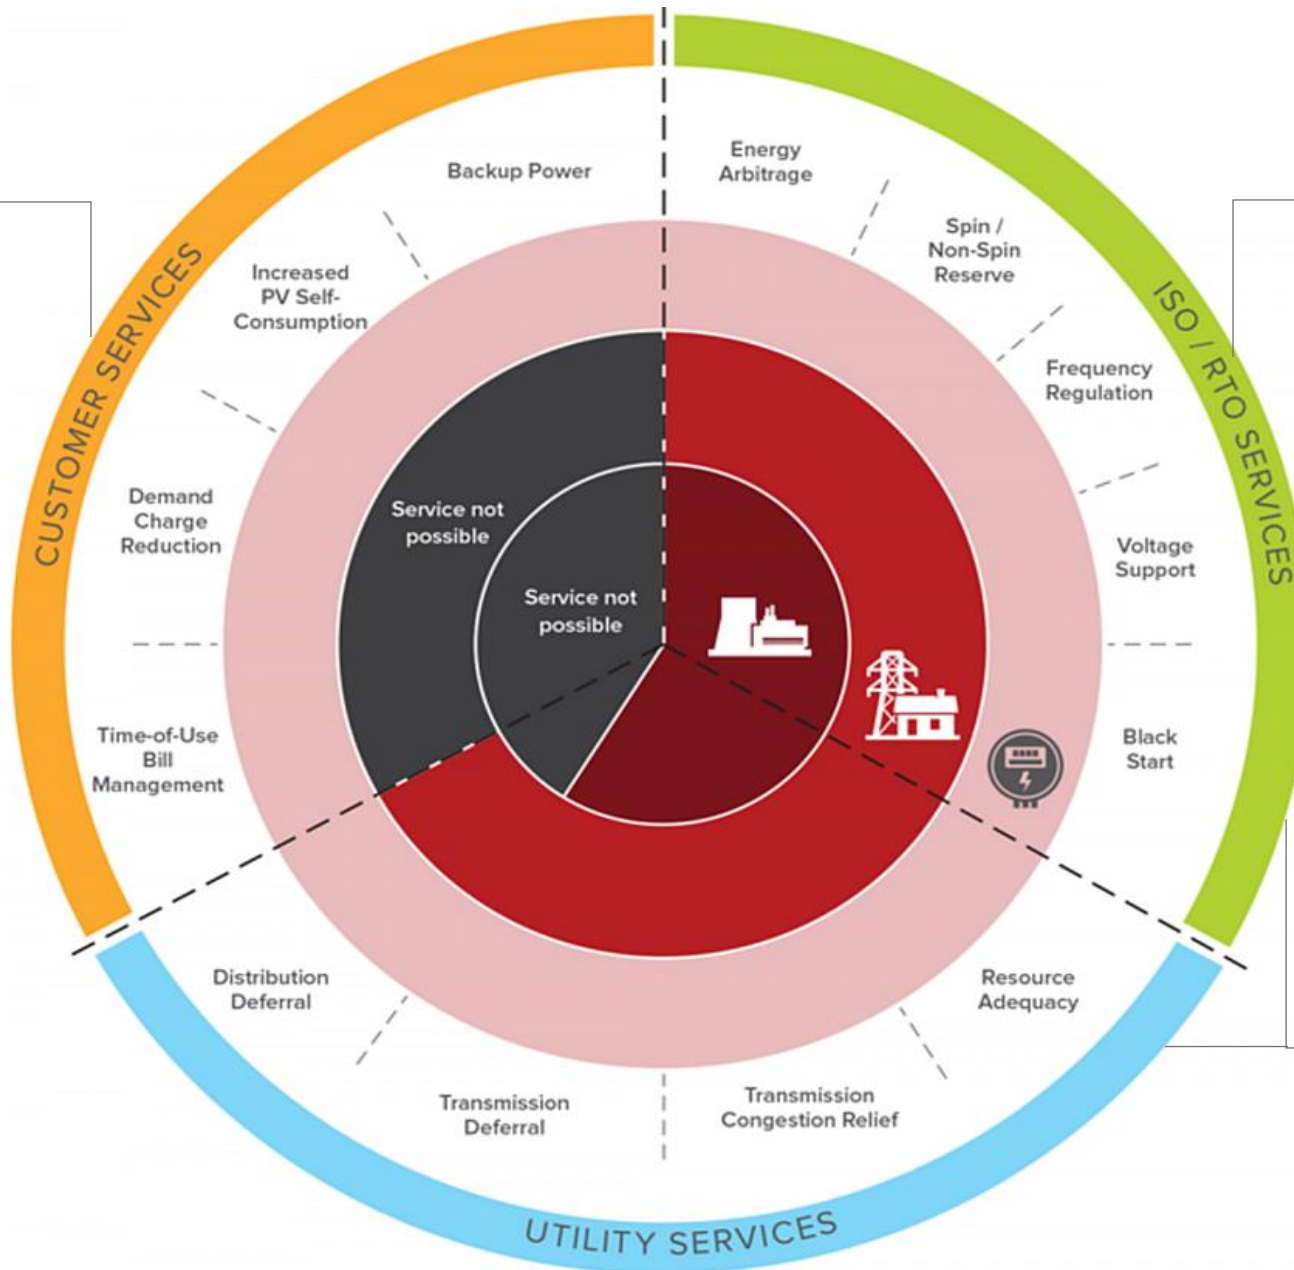 Backup Power
Energy
Arbitrage
Spin /
Non-Spin
Reserve
Increased
PV Self-
Consumption
CUSTOMER SERVICES
ISO / RTO SERVICES
Frequency
Regulation
Demand
Charge
Reduction
Service not
possible
Voltage
Support
Service not
possible
Time-of-Use
Bill
Management
Black
Start
Distribution
Deferral
Resource
Adequacy
Transmission
Deferral
Transmission
Congestion Relief
UTILITY SERVICES